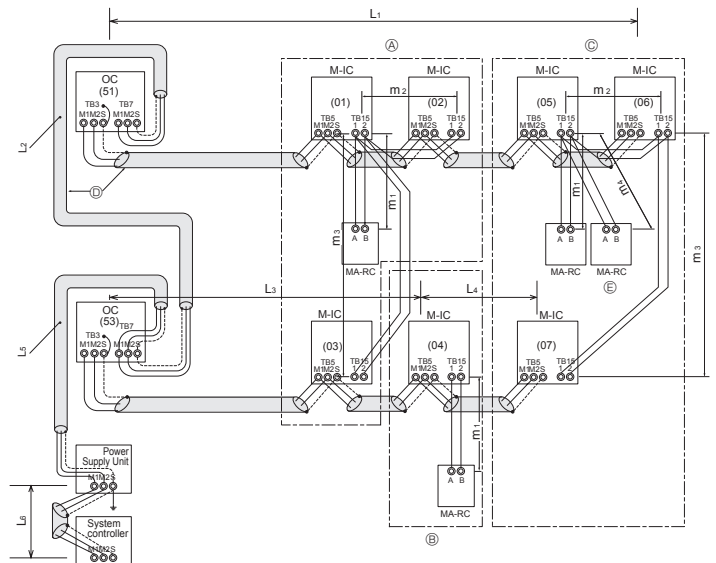 L1
A
C
OC
(51)
TB3 TB7
M1M2S M1M2S
L2
D
M-IC
(01)
TB5 TB15
M1M2S 1 2
m2
M-IC
(02)
TB5 TB15
M1M2S 1 2
M-IC
(05)
TB5 TB15
M1M2S 1 2
m2
M-IC
(06)
TB5 TB15
M1M2S 1 2
m3
m1
A B
MA-RC
m1
m4
A B
MA-RC
A B
MA-RC
E
m3
L3
L4
OC
(53)
TB3 TB7
M1M2S M1M2S
L5
M-IC
(03)
TB5 TB15
M1M2S 1 2
M-IC
(04)
TB5 TB15
M1M2S 1 2
M-IC
(07)
TB5 TB15
M1M2S 1 2
m1
A B
MA-RC
B
Power
Supply Unit
M1M2S
L6
System
controller
M1M2S